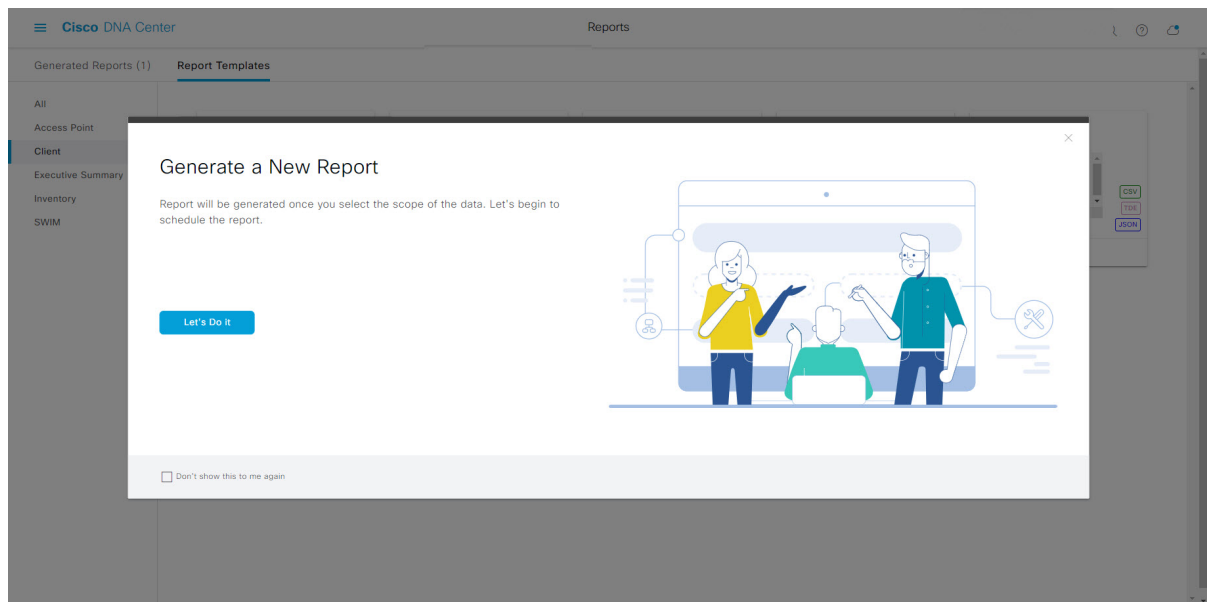 Cisco DNA Center
Reports
Generated Reports (1) Report Templates
All
Access Point
Client
Executive Summary
Inventory
SWIM
Generate a New Report
Report will be generated once you select the scope of the data. Let's begin to
schedule the report.
Let's Do it
Don't show this to me again
CSV
TDE
JSON